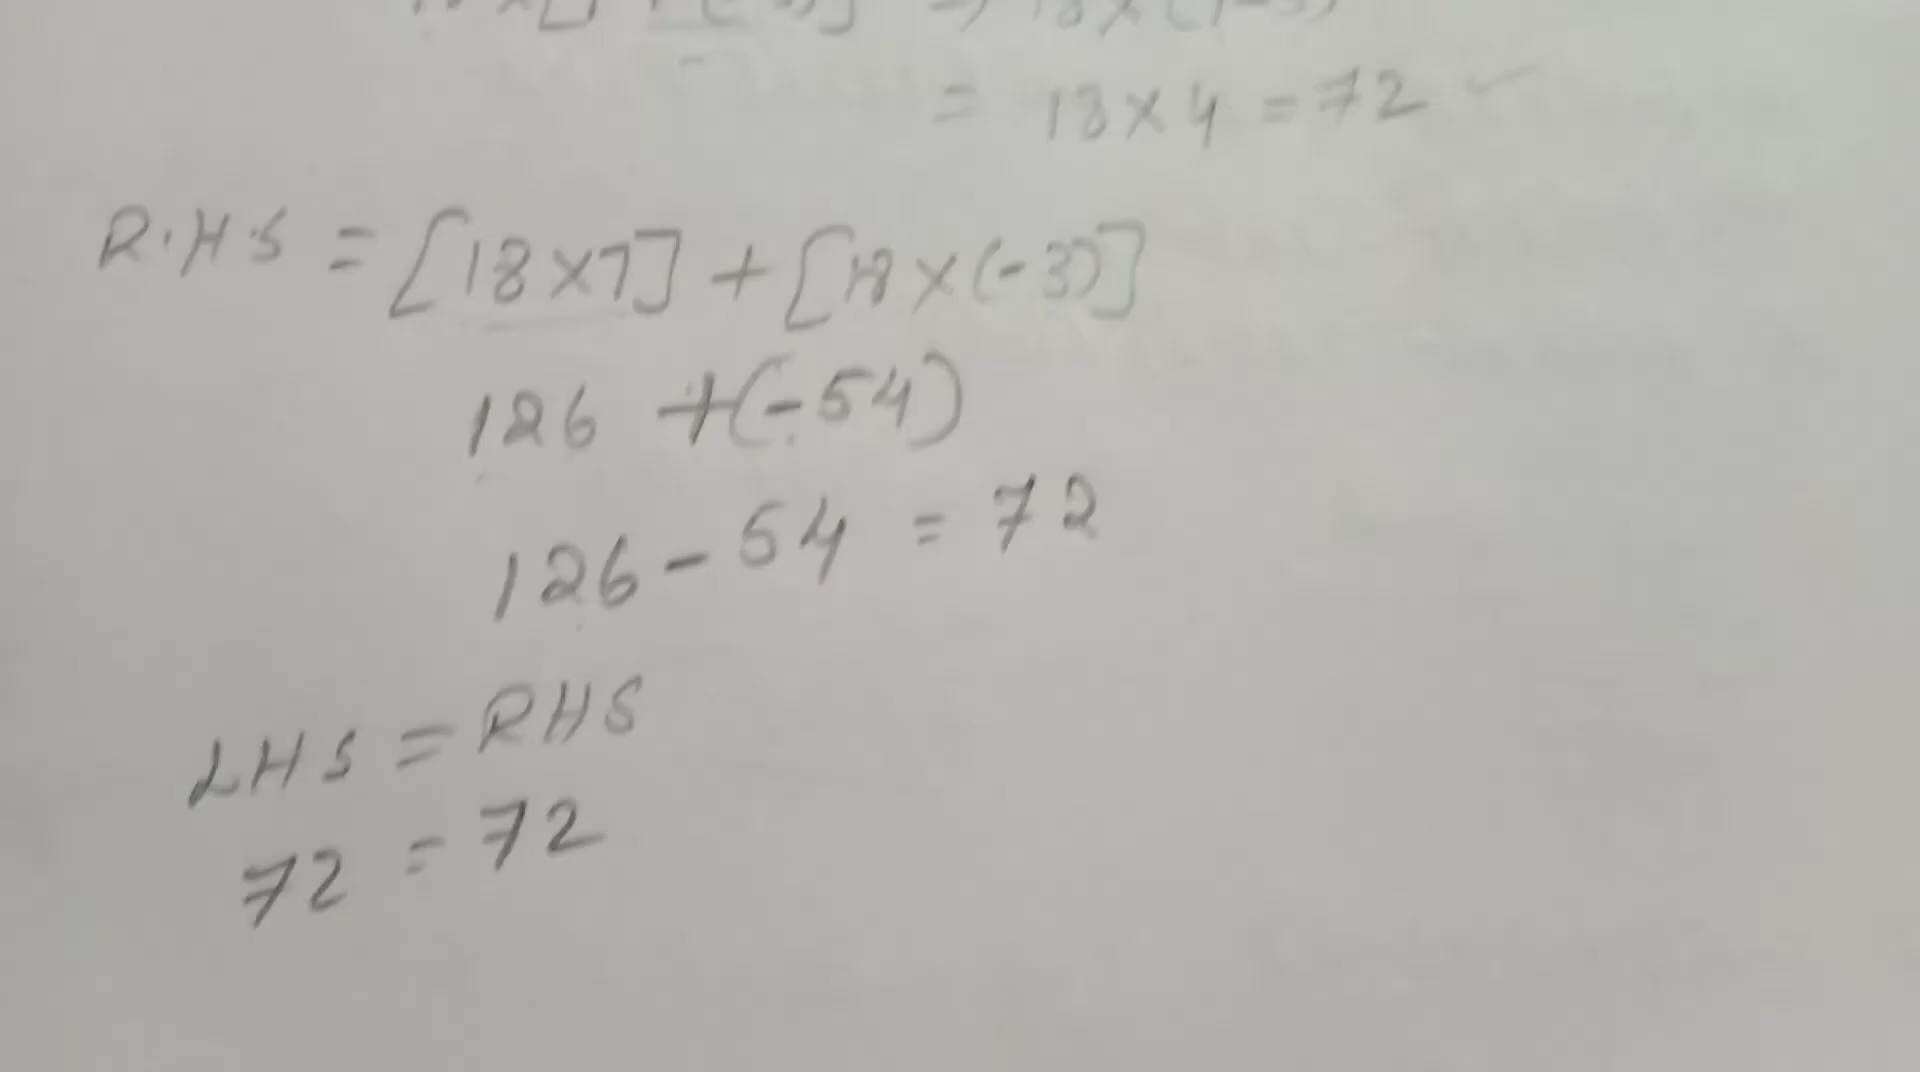 = 18 × 4 = 72
R.H.S = [18 × 7] + [18 × (-3)]
126 + (-54)
126 - 54 = 72
LHS = RHS
72 = 72